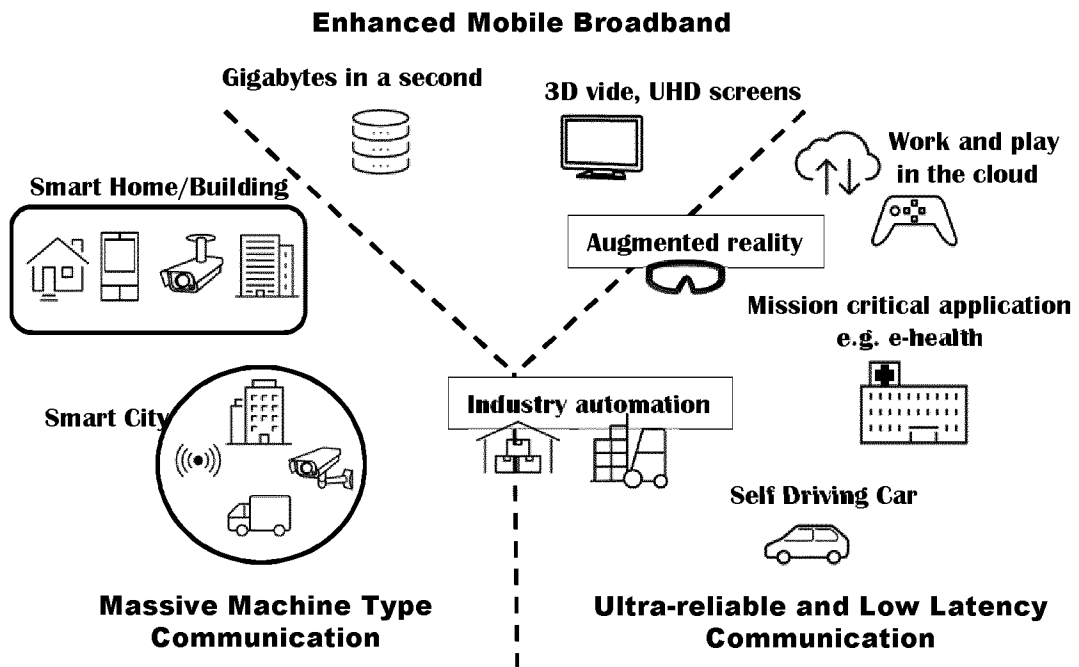 Enhanced Mobile Broadband
Gigabytes in a second
3D vide, UHD screens
Work and play
in the cloud
Smart Home/Building
Augmented reality
Mission critical application
e.g. e-health
Industry automation
Smart City
Self Driving Car
Massive Machine Type
Communication
Ultra-reliable and Low Latency
Communication